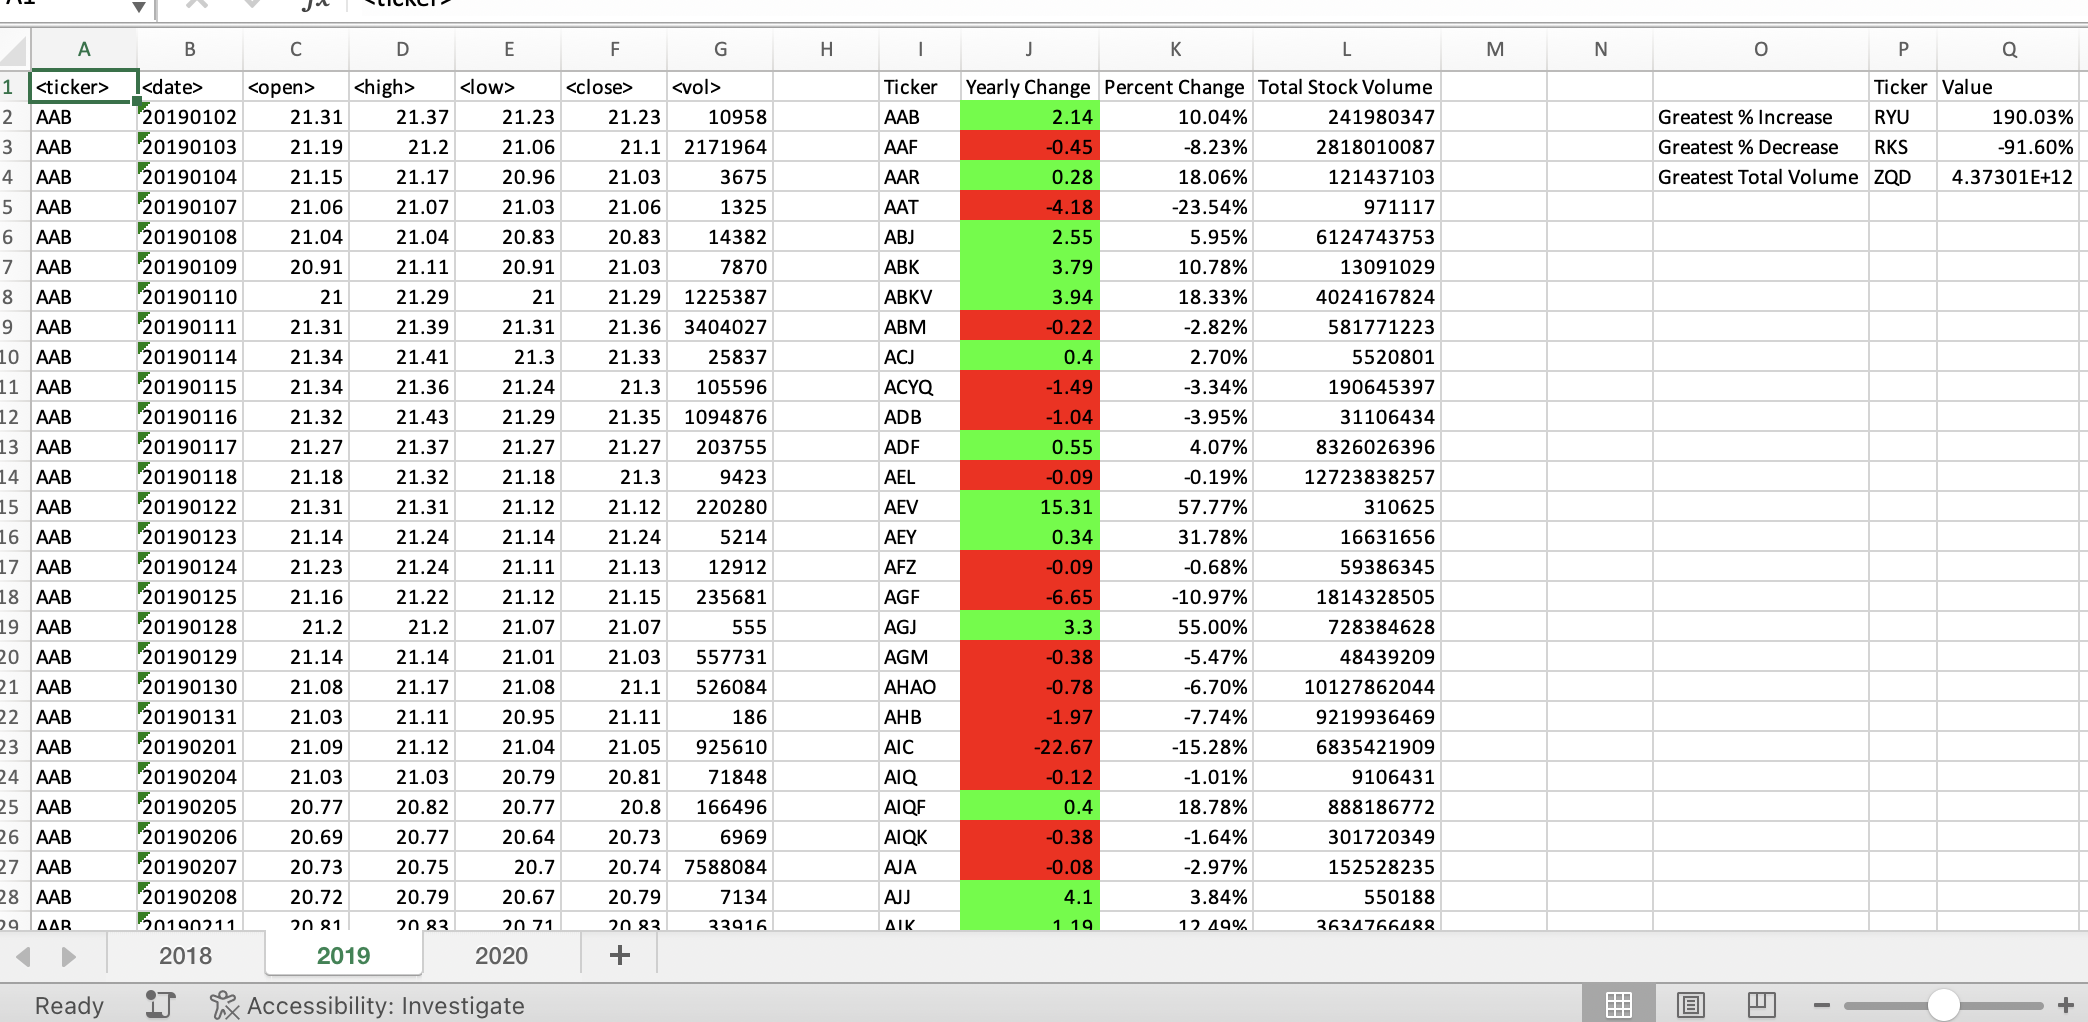 A1 fx <ticker>
A B C D E F G H I J K L M N O P Q
1 <ticker> <date> <open> <high> <low> <close> <vol> Ticker Yearly Change Percent Change Total Stock Volume Ticker Value
2 AAB 20190102 21.31 21.37 21.23 21.23 10958 AAB 2.14 10.04% 241980347 Greatest % Increase RYU 190.03%
3 AAB 20190103 21.19 21.2 21.06 21.1 2171964 AAF -0.45 -8.23% 2818010087 Greatest % Decrease RKS -91.60%
4 AAB 20190104 21.15 21.17 20.96 21.03 3675 AAR 0.28 18.06% 121437103 Greatest Total Volume ZQD 4.37301E+12
5 AAB 20190107 21.06 21.07 21.03 21.06 1325 AAT -4.18 -23.54% 971117
6 AAB 20190108 21.04 21.04 20.83 20.83 14382 ABJ 2.55 5.95% 6124743753
7 AAB 20190109 20.91 21.11 20.91 21.03 7870 ABK 3.79 10.78% 13091029
8 AAB 20190110 21 21.29 21 21.29 1225387 ABKV 3.94 18.33% 4024167824
9 AAB 20190111 21.31 21.39 21.31 21.36 3404027 ABM -0.22 -2.82% 581771223
10 AAB 20190114 21.34 21.41 21.3 21.33 25837 ACJ 0.4 2.70% 5520801
11 AAB 20190115 21.34 21.36 21.24 21.3 105596 ACYQ -1.49 -3.34% 190645397
12 AAB 20190116 21.32 21.43 21.29 21.35 1094876 ADB -1.04 -3.95% 31106434
13 AAB 20190117 21.27 21.37 21.27 21.27 203755 ADF 0.55 4.07% 8326026396
14 AAB 20190118 21.18 21.32 21.18 21.3 9423 AEL -0.09 -0.19% 12723838257
15 AAB 20190122 21.31 21.31 21.12 21.12 220280 AEV 15.31 57.77% 310625
16 AAB 20190123 21.14 21.24 21.14 21.24 5214 AEY 0.34 31.78% 16631656
17 AAB 20190124 21.23 21.24 21.11 21.13 12912 AFZ -0.09 -0.68% 59386345
18 AAB 20190125 21.16 21.22 21.12 21.15 235681 AGF -6.65 -10.97% 1814328505
19 AAB 20190128 21.2 21.2 21.07 21.07 555 AGJ 3.3 55.00% 728384628
20 AAB 20190129 21.14 21.14 21.01 21.03 557731 AGM -0.38 -5.47% 48439209
21 AAB 20190130 21.08 21.17 21.08 21.1 526084 AHAO -0.78 -6.70% 10127862044
22 AAB 20190131 21.03 21.11 20.95 21.11 186 AHB -1.97 -7.74% 9219936469
23 AAB 20190201 21.09 21.12 21.04 21.05 925610 AIC -22.67 -15.28% 6835421909
24 AAB 20190204 21.03 21.03 20.79 20.81 71848 AIQ -0.12 -1.01% 9106431
25 AAB 20190205 20.77 20.82 20.77 20.8 166496 AIQF 0.4 18.78% 888186772
26 AAB 20190206 20.69 20.77 20.64 20.73 6969 AIQK -0.38 -1.64% 301720349
27 AAB 20190207 20.73 20.75 20.7 20.74 7588084 AJA -0.08 -2.97% 152528235
28 AAB 20190208 20.72 20.79 20.67 20.79 7134 AJJ 4.1 3.84% 550188
29 AAB 20190211 20.81 20.83 20.71 20.83 33916 AJK 1.19 12.49% 3634766488
2018 2019 2020 +
Ready Accessibility: Investigate